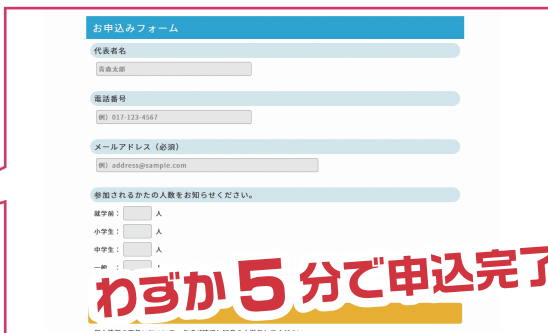 お申込みフォーム
代表者名
青森太郎
電話番号
例）017-123-4567
メールアドレス（必須）
例）address@sample.com
参加されるかたの人数をお知らせください。
就学前： 人
小学生： 人
中学生： 人
一般 ： 人
わずか5分で申込完了